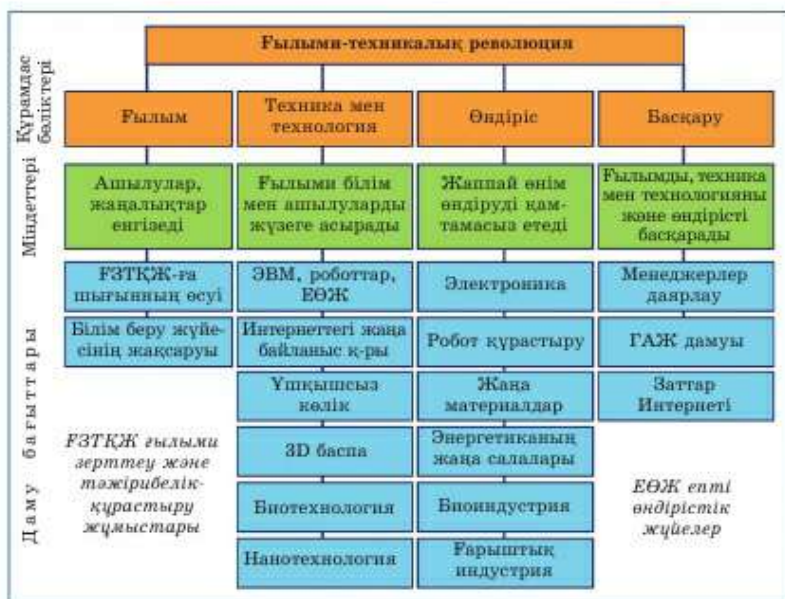 Ғылыми-техникалық революция
Құрамдас
бөліктері
Ғылым
Техника мен
технология
Өндіріс
Басқару
Міндеттері
Ашылулар,
жаңалықтар
енгізеді
Ғылыми білім
мен ашылуларды
жүзеге асырады
Жаппай өнім
өндіруді қам-
тамасыз етеді
Ғылымды, техника
мен технологияны
және өндірісті
басқарады
Даму бағыттары
ҒЗТҚЖ-ға
шығынның өсуі
Білім беру жүйе-
сінің жақсаруы
ҒЗТҚЖ ғылыми
зерттеу және
тәжірибелік-
құрастыру
жұмыстары
ЭВМ, роботтар,
ЕӨЖ
Интернеттегі жаңа
байланыс қ-ры
Ұшқышсыз
көлік
3D баспа
Биотехнология
Нанотехнология
Электроника
Робот құрастыру
Жаңа
материалдар
Энергетиканың
жаңа салалары
Биоиндустрия
Ғарыштық
индустрия
Менеджерлер
даярлау
ГАЖ дамуы
Заттар
Интернеті
ЕӨЖ епті
өндірістік
жүйелер